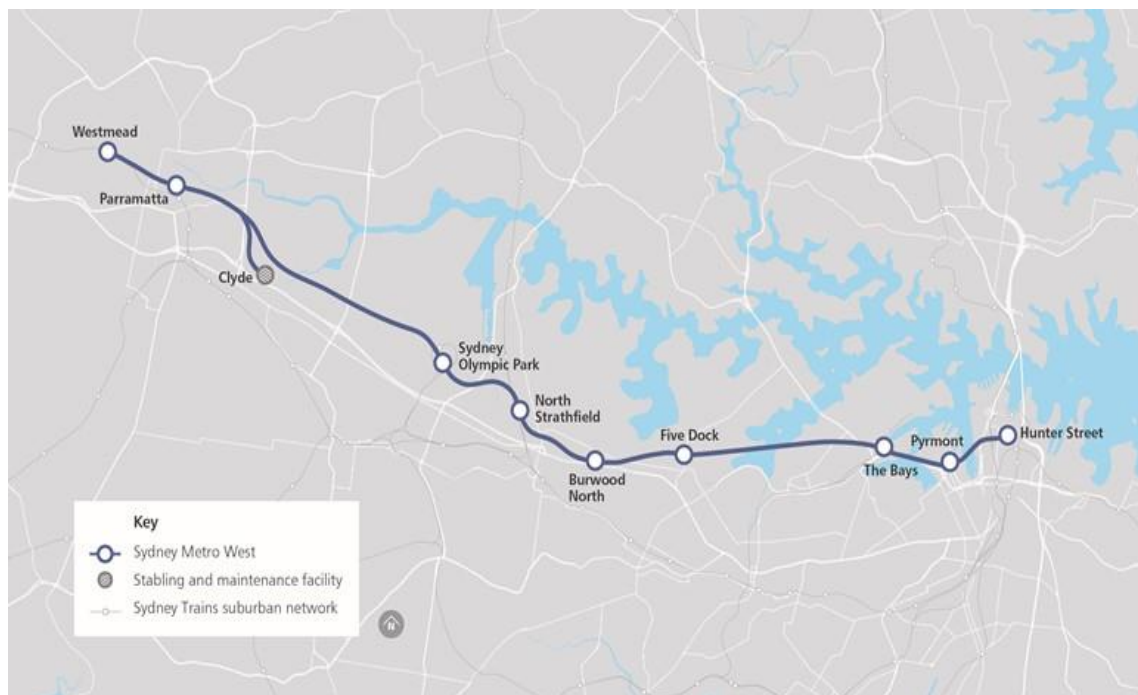 Westmead
Parramatta
Clyde
Sydney
Olympic Park
North
Strathfield
Burwood
North
Five Dock
The Bays
Pyrmont
Hunter Street
Key
Sydney Metro West
Stabling and maintenance facility
Sydney Trains suburban network
N